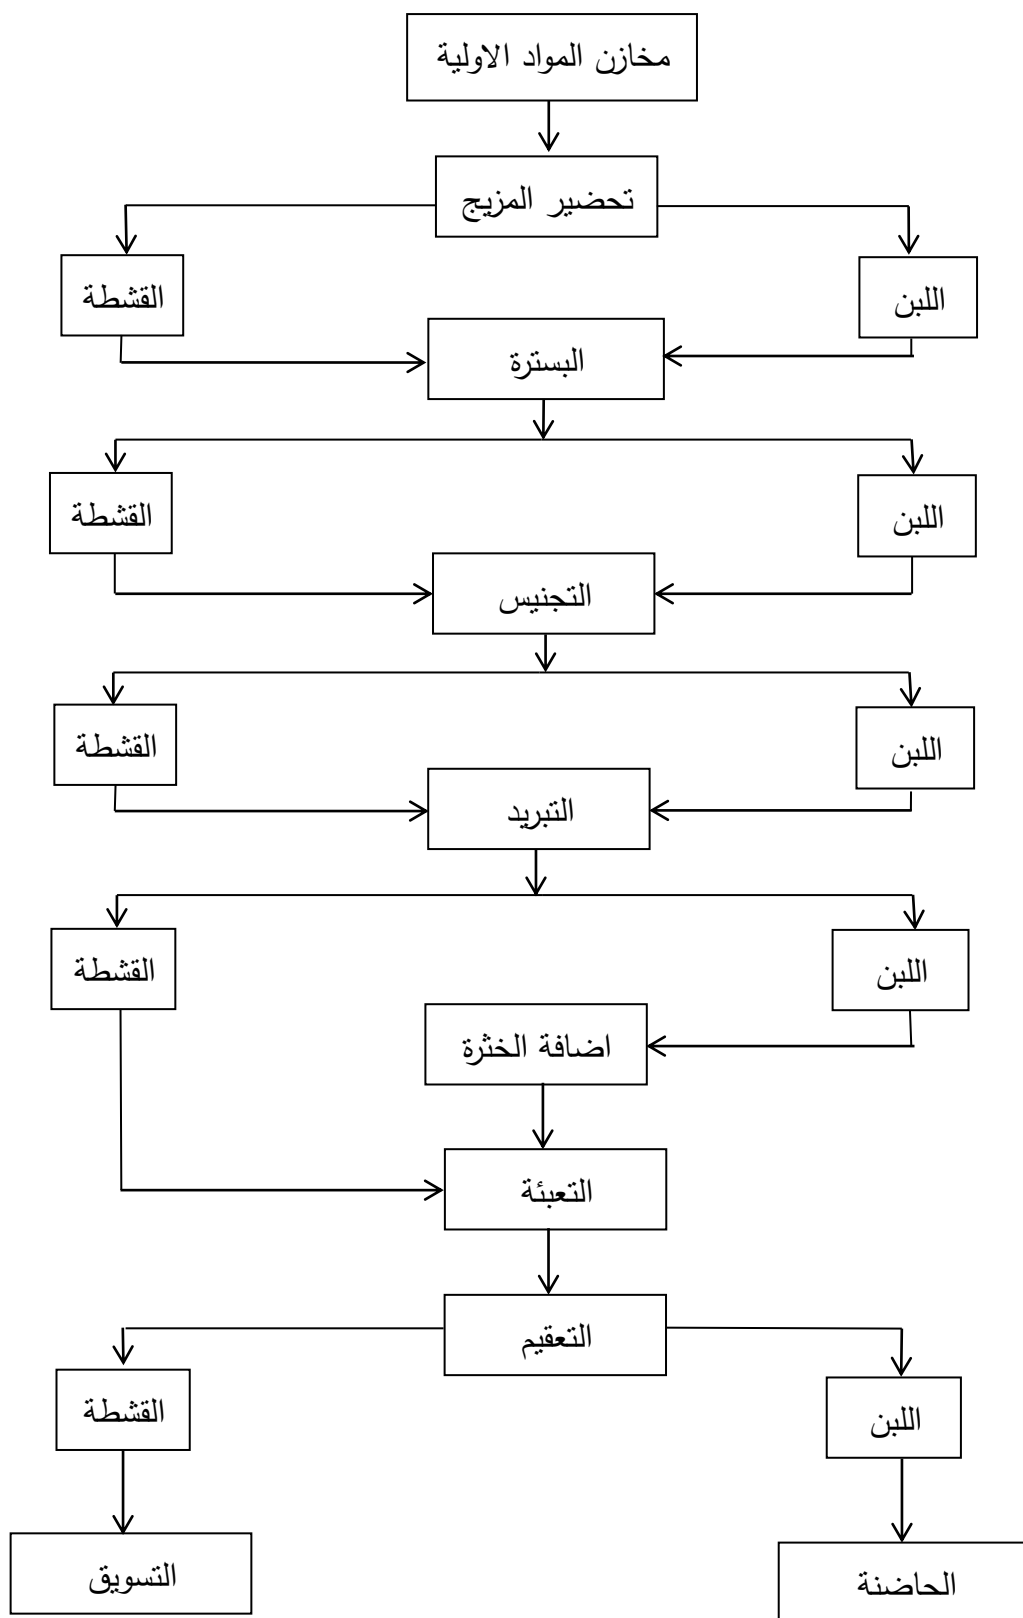 مخازن المواد الاولية
تحضير المزيج
اللبن
القشطة
البسترة
اللبن
القشطة
التجنيس
اللبن
القشطة
التبريد
اللبن
القشطة
اضافة الخثرة
التعبئة
التعقيم
اللبن
القشطة
الحاضنة
التسويق